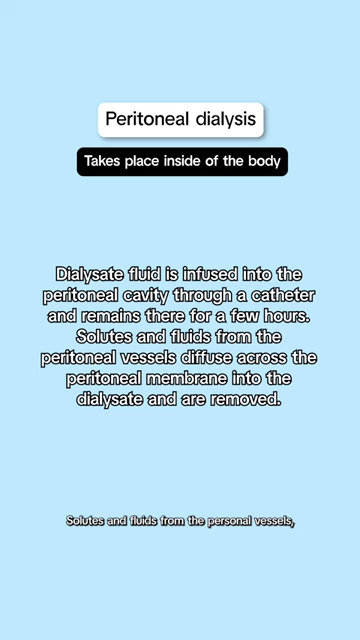 Peritoneal dialysis
Takes place inside of the body
Dialysate fluid is infused into the
peritoneal cavity through a catheter
and remains there for a few hours.
Solutes and fluids from the
peritoneal vessels diffuse across the
peritoneal membrane into the
dialysate and are removed.
Solutes and fluids from the personal vessels,